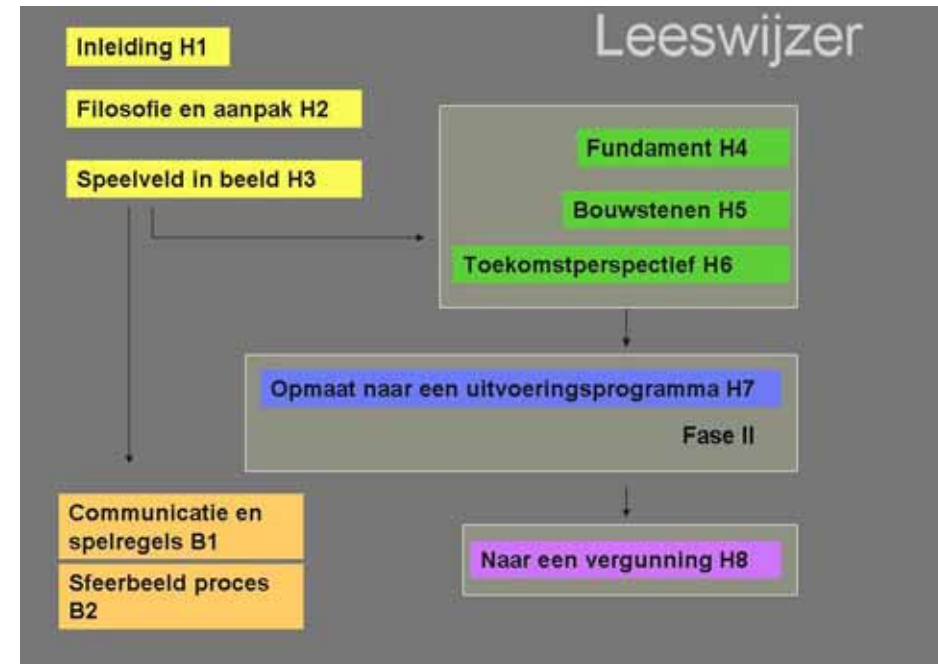 Leeswijzer
Inleiding H1
Filosofie en aanpak H2
Speelveld in beeld H3
Fundament H4
Bouwstenen H5
Toekomstperspectief H6
Opmaat naar een uitvoeringsprogramma H7
Fase II
Communicatie en
spelregels B1
Sfeerbeeld proces
B2
Naar een vergunning H8